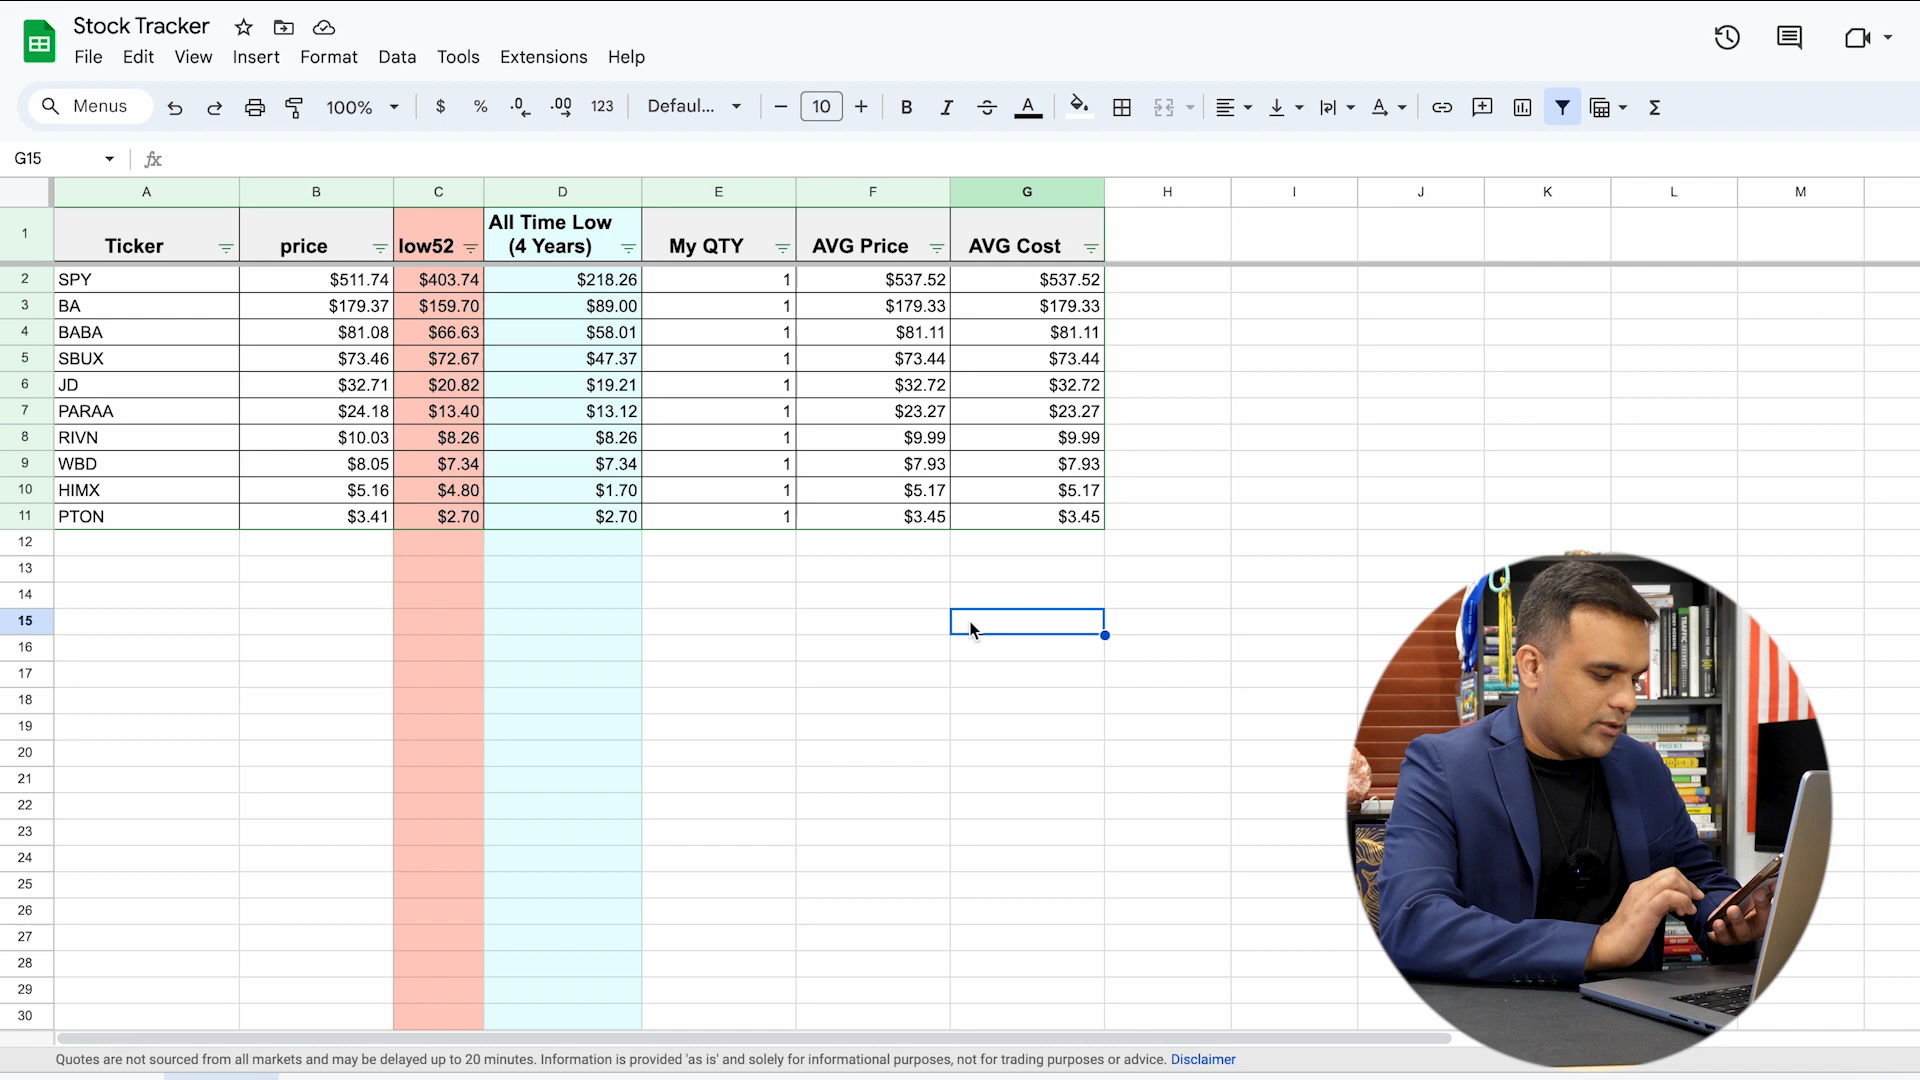 Stock Tracker
File Edit View Insert Format Data Tools Extensions Help
Menus 100% $ % .0 .00 123 Defaul... 10 B I A Σ
G15 fx
A B C D E F G H I J K L M
1 Ticker price low52 All Time Low (4 Years) My QTY AVG Price AVG Cost
2 SPY $511.74 $403.74 $218.26 1 $537.52 $537.52
3 BA $179.37 $159.70 $89.00 1 $179.33 $179.33
4 BABA $81.08 $66.63 $58.01 1 $81.11 $81.11
5 SBUX $73.46 $72.67 $47.37 1 $73.44 $73.44
6 JD $32.71 $20.82 $19.21 1 $32.72 $32.72
7 PARAA $24.18 $13.40 $13.12 1 $23.27 $23.27
8 RIVN $10.03 $8.26 $8.26 1 $9.99 $9.99
9 WBD $8.05 $7.34 $7.34 1 $7.93 $7.93
10 HIMX $5.16 $4.80 $1.70 1 $5.17 $5.17
11 PTON $3.41 $2.70 $2.70 1 $3.45 $3.45
12
13
14
15
16
17
18
19
20
21
22
23
24
25
26
27
28
29
30
TRAFFIC SECRETS
PHOENIX
Quotes are not sourced from all markets and may be delayed up to 20 minutes. Information is provided 'as is' and solely for informational purposes, not for trading purposes or advice. Disclaimer